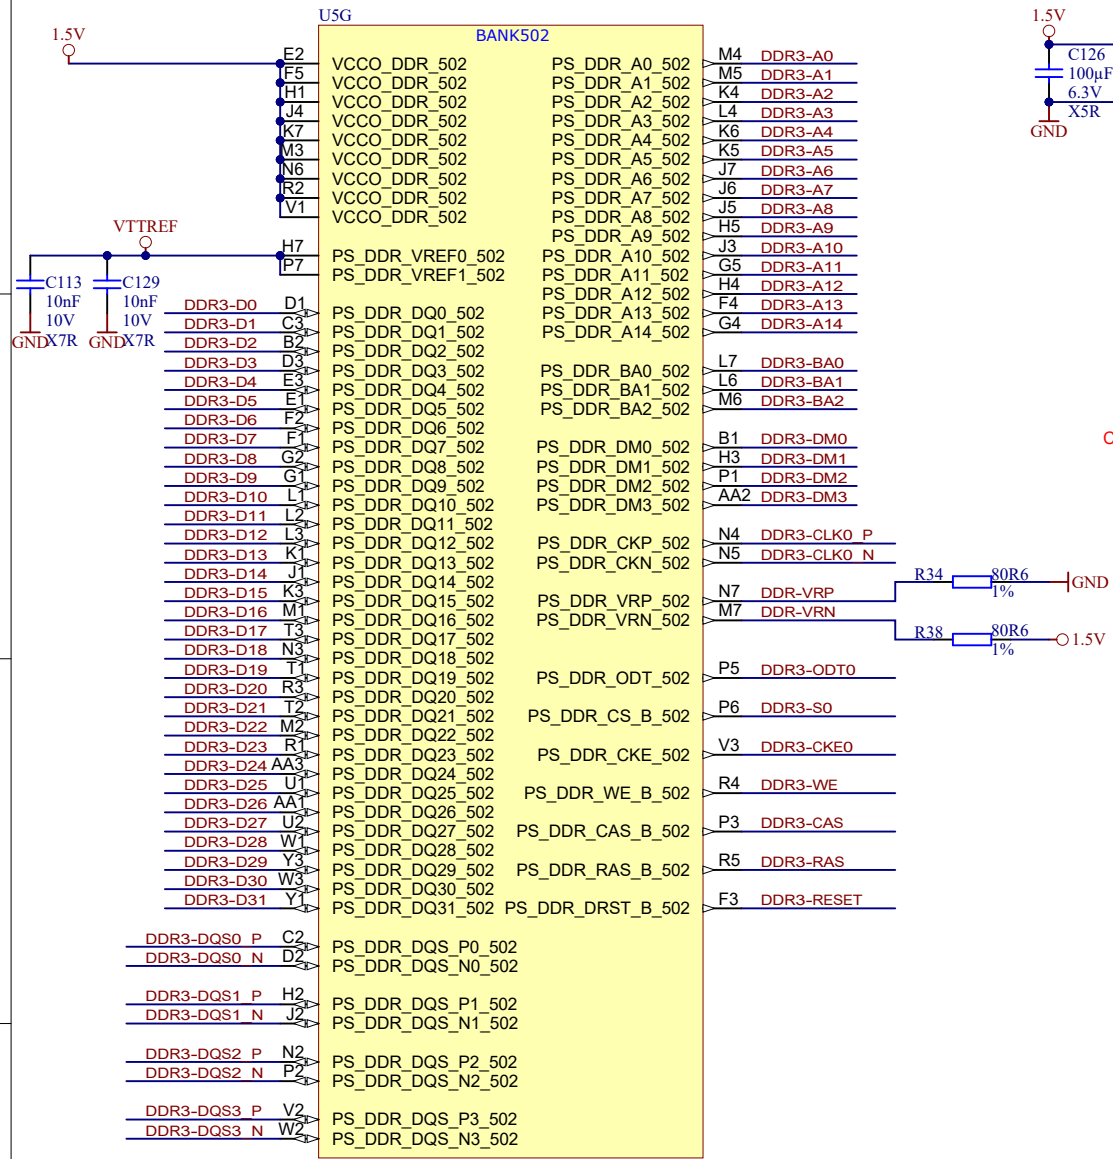 U5G
BANK502
1.5V
E2 VCCO_DDR_502
F5 VCCO_DDR_502
H1 VCCO_DDR_502
J4 VCCO_DDR_502
K7 VCCO_DDR_502
M3 VCCO_DDR_502
N6 VCCO_DDR_502
R2 VCCO_DDR_502
V1 VCCO_DDR_502
VTTREF
H7 PS_DDR_VREF0_502
P7 PS_DDR_VREF1_502
C113
10nF
10V
X7R
GND
C129
10nF
10V
X7R
GND
DDR3-D0 D1 PS_DDR_DQ0_502
DDR3-D1 C3 PS_DDR_DQ1_502
DDR3-D2 B2 PS_DDR_DQ2_502
DDR3-D3 D3 PS_DDR_DQ3_502
DDR3-D4 E3 PS_DDR_DQ4_502
DDR3-D5 E1 PS_DDR_DQ5_502
DDR3-D6 F2 PS_DDR_DQ6_502
DDR3-D7 F1 PS_DDR_DQ7_502
DDR3-D8 G2 PS_DDR_DQ8_502
DDR3-D9 G1 PS_DDR_DQ9_502
DDR3-D10 L1 PS_DDR_DQ10_502
DDR3-D11 L2 PS_DDR_DQ11_502
DDR3-D12 L3 PS_DDR_DQ12_502
DDR3-D13 K1 PS_DDR_DQ13_502
DDR3-D14 J1 PS_DDR_DQ14_502
DDR3-D15 K3 PS_DDR_DQ15_502
DDR3-D16 M1 PS_DDR_DQ16_502
DDR3-D17 T3 PS_DDR_DQ17_502
DDR3-D18 N3 PS_DDR_DQ18_502
DDR3-D19 T1 PS_DDR_DQ19_502
DDR3-D20 R3 PS_DDR_DQ20_502
DDR3-D21 T2 PS_DDR_DQ21_502
DDR3-D22 M2 PS_DDR_DQ22_502
DDR3-D23 R1 PS_DDR_DQ23_502
DDR3-D24 AA3 PS_DDR_DQ24_502
DDR3-D25 U1 PS_DDR_DQ25_502
DDR3-D26 AA1 PS_DDR_DQ26_502
DDR3-D27 U2 PS_DDR_DQ27_502
DDR3-D28 W1 PS_DDR_DQ28_502
DDR3-D29 Y3 PS_DDR_DQ29_502
DDR3-D30 W3 PS_DDR_DQ30_502
DDR3-D31 Y1 PS_DDR_DQ31_502
DDR3-DQS0_P C2 PS_DDR_DQS_P0_502
DDR3-DQS0_N D2 PS_DDR_DQS_N0_502
DDR3-DQS1_P H2 PS_DDR_DQS_P1_502
DDR3-DQS1_N J2 PS_DDR_DQS_N1_502
DDR3-DQS2_P N2 PS_DDR_DQS_P2_502
DDR3-DQS2_N P2 PS_DDR_DQS_N2_502
DDR3-DQS3_P V2 PS_DDR_DQS_P3_502
DDR3-DQS3_N W2 PS_DDR_DQS_N3_502
PS_DDR_A0_502 M4 DDR3-A0
PS_DDR_A1_502 M5 DDR3-A1
PS_DDR_A2_502 K4 DDR3-A2
PS_DDR_A3_502 L4 DDR3-A3
PS_DDR_A4_502 K6 DDR3-A4
PS_DDR_A5_502 K5 DDR3-A5
PS_DDR_A6_502 J7 DDR3-A6
PS_DDR_A7_502 J6 DDR3-A7
PS_DDR_A8_502 J5 DDR3-A8
PS_DDR_A9_502 H5 DDR3-A9
PS_DDR_A10_502 J3 DDR3-A10
PS_DDR_A11_502 G5 DDR3-A11
PS_DDR_A12_502 H4 DDR3-A12
PS_DDR_A13_502 F4 DDR3-A13
PS_DDR_A14_502 G4 DDR3-A14
PS_DDR_BA0_502 L7 DDR3-BA0
PS_DDR_BA1_502 L6 DDR3-BA1
PS_DDR_BA2_502 M6 DDR3-BA2
PS_DDR_DM0_502 B1 DDR3-DM0
PS_DDR_DM1_502 H3 DDR3-DM1
PS_DDR_DM2_502 P1 DDR3-DM2
PS_DDR_DM3_502 AA2 DDR3-DM3
PS_DDR_CKP_502 N4 DDR3-CLK0_P
PS_DDR_CKN_502 N5 DDR3-CLK0_N
PS_DDR_VRP_502 N7 DDR-VRP
PS_DDR_VRN_502 M7 DDR-VRN
R34 80R6
1%
GND
R38 80R6
1%
1.5V
PS_DDR_ODT_502 P5 DDR3-ODT0
PS_DDR_CS_B_502 P6 DDR3-S0
PS_DDR_CKE_502 V3 DDR3-CKE0
PS_DDR_WE_B_502 R4 DDR3-WE
PS_DDR_CAS_B_502 P3 DDR3-CAS
PS_DDR_RAS_B_502 R5 DDR3-RAS
PS_DDR_DRST_B_502 F3 DDR3-RESET
1.5V
C126
100µF
6.3V
X5R
GND